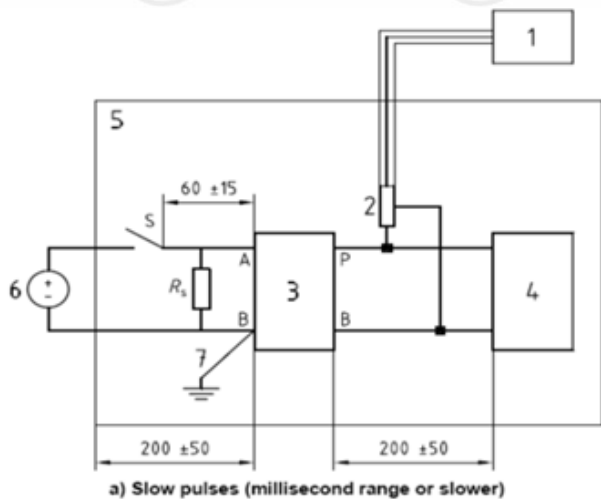 1
5
60 ±15
S
2
A
P
6
+
−
Rs
3
4
B
B
7
200 ±50
200 ±50
a) Slow pulses (millisecond range or slower)